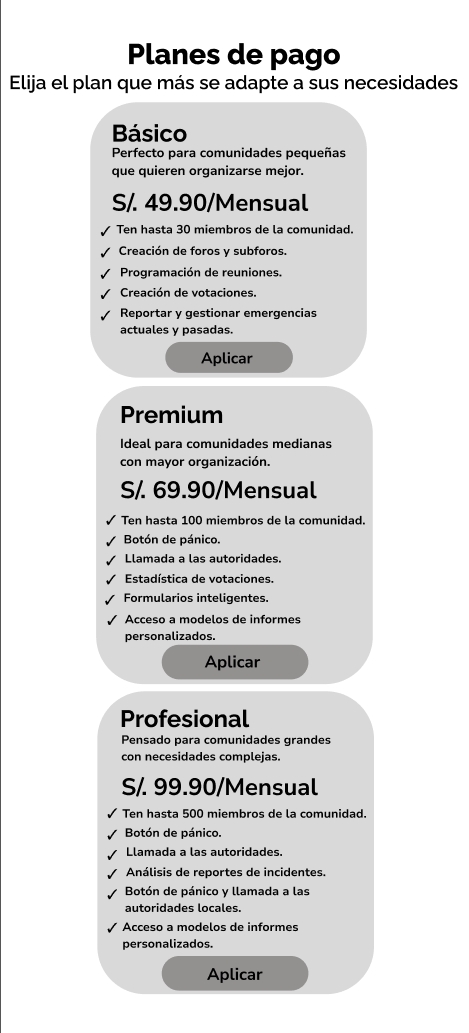 Planes de pago
Elija el plan que más se adapte a sus necesidades
Básico
Perfecto para comunidades pequeñas
que quieren organizarse mejor.
S/. 49.90/Mensual
✓ Ten hasta 30 miembros de la comunidad.
✓ Creación de foros y subforos.
✓ Programación de reuniones.
✓ Creación de votaciones.
✓ Reportar y gestionar emergencias
actuales y pasadas.
Aplicar
Premium
Ideal para comunidades medianas
con mayor organización.
S/. 69.90/Mensual
✓ Ten hasta 100 miembros de la comunidad.
✓ Botón de pánico.
✓ Llamada a las autoridades.
✓ Estadística de votaciones.
✓ Formularios inteligentes.
✓ Acceso a modelos de informes
personalizados.
Aplicar
Profesional
Pensado para comunidades grandes
con necesidades complejas.
S/. 99.90/Mensual
✓ Ten hasta 500 miembros de la comunidad.
✓ Botón de pánico.
✓ Llamada a las autoridades.
✓ Análisis de reportes de incidentes.
✓ Botón de pánico y llamada a las
autoridades locales.
✓ Acceso a modelos de informes
personalizados.
Aplicar